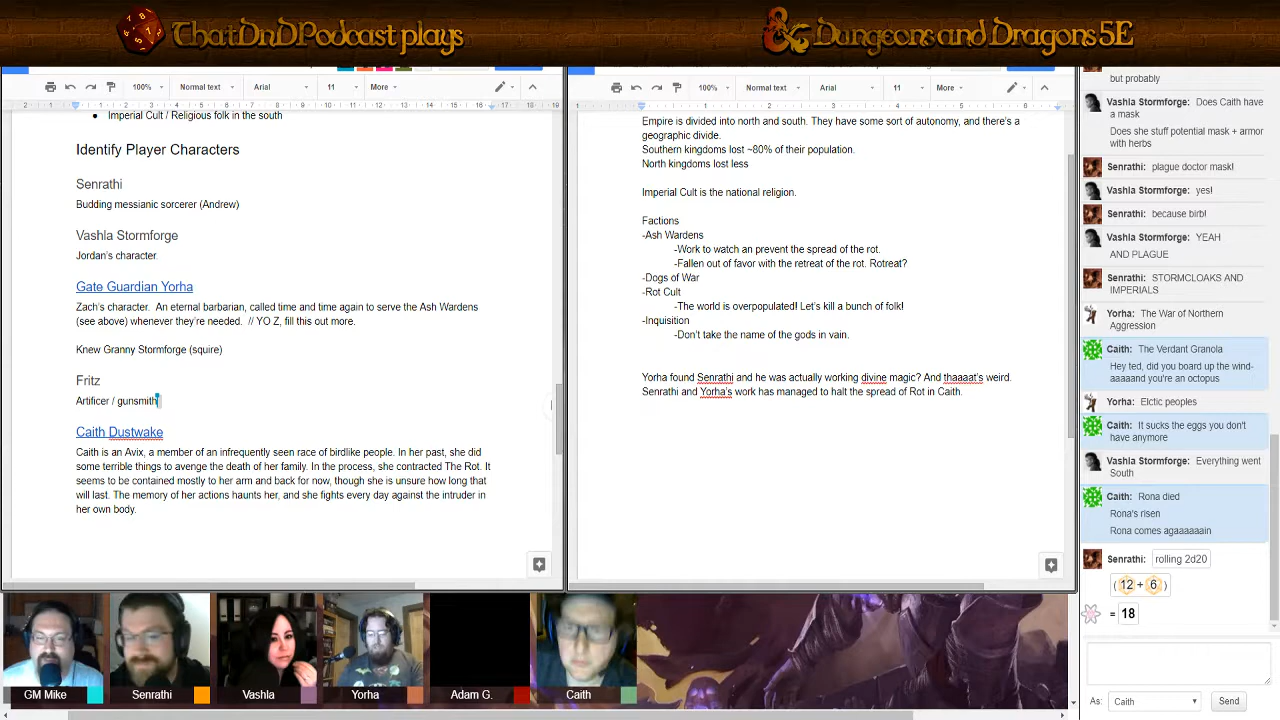 ThatDnDPodcast plays
Dungeons and Dragons 5E
100%
Normal text
Arial
11
More
Imperial Cult / Religious folk in the south
Identify Player Characters
Senrathi
Budding messianic sorcerer (Andrew)
Vashla Stormforge
Jordan's character.
Gate Guardian Yorha
Zach's character.  An eternal barbarian, called time and time again to serve the Ash Wardens
(see above) whenever they're needed.  // YO Z, fill this out more.
Knew Granny Stormforge (squire)
Fritz
Artificer / gunsmith
Caith Dustwake
Caith is an Avix, a member of an infrequently seen race of birdlike people. In her past, she did
some terrible things to avenge the death of her family. In the process, she contracted The Rot. It
seems to be contained mostly to her arm and back for now, though she is unsure how long that
will last. The memory of her actions haunts her, and she fights every day against the intruder in
her own body.
100%
Normal text
Arial
11
More
Empire is divided into north and south. They have some sort of autonomy, and there's a
geographic divide.
Southern kingdoms lost ~80% of their population.
North kingdoms lost less
Imperial Cult is the national religion.
Factions
-Ash Wardens
-Work to watch an prevent the spread of the rot.
-Fallen out of favor with the retreat of the rot. Rotreat?
-Dogs of War
-Rot Cult
-The world is overpopulated! Let's kill a bunch of folk!
-Inquisition
-Don't take the name of the gods in vain.
Yorha found Senrathi and he was actually working divine magic? And thaaaat's weird.
Senrathi and Yorha's work has managed to halt the spread of Rot in Caith.
but probably
Vashla Stormforge: Does Caith have
a mask
Does she stuff potential mask + armor
with herbs
Senrathi: plague doctor mask!
Vashla Stormforge: yes!
Senrathi: because birb!
Vashla Stormforge: YEAH
AND PLAGUE
Senrathi: STORMCLOAKS AND
IMPERIALS
Yorha: The War of Northern
Aggression
Caith: The Verdant Granola
Hey ted, did you board up the wind-
aaaaand you're an octopus
Yorha: Elctic peoples
Caith: It sucks the eggs you don't
have anymore
Vashla Stormforge: Everything went
South
Caith: Rona died
Rona's risen
Rona comes agaaaaaain
Senrathi: rolling 2d20
(12 + 6)
= 18
As: Caith
Send
GM Mike
Senrathi
Vashla
Yorha
Adam G.
Caith